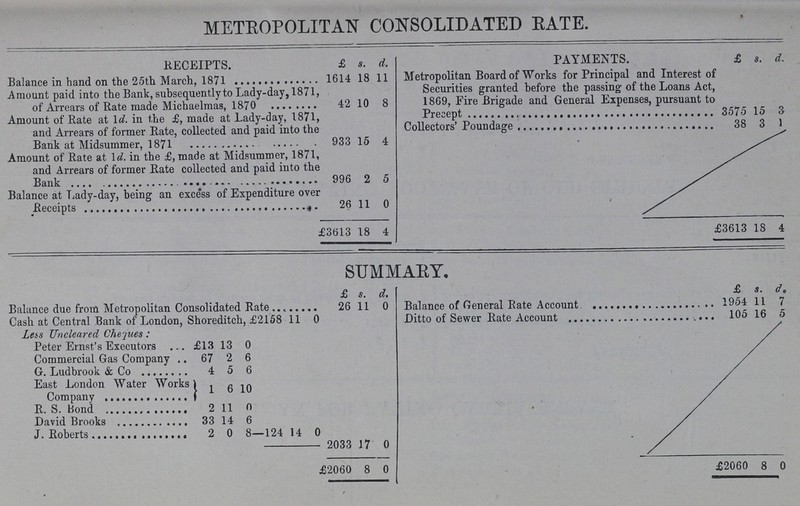 METROPOLITAN CONSOLIDATED RATE.
RECEIPTS. £ s. d.
Balance in hand on the 25th March, 1871 .............. 1614 18 11
Amount paid into the Bank, subsequently to Lady-day, 1871,
of Arrears of Rate made Michaelmas, 1870 ........ 42 10 8
Amount of Rate at 1d. in the £, made at Lady-day, 1871,
and Arrears of former Rate, collected and paid into the
Bank at Midsummer, 1871 .................... 933 15 4
Amount of Rate at 1d. in the £, made at Midsummer, 1871,
and Arrears of former Rate collected and paid into the
Bank .................................... 996 2 5
Balance at Lady-day, being an excess of Expenditure over
Receipts .................................... 26 11 0
£3613 18 4
PAYMENTS. £ s. d.
Metropolitan Board of Works for Principal and Interest of
Securities granted before the passing of the Loans Act,
1869, Fire Brigade and General Expenses, pursuant to
Precept ...................................... 3575 15 3
Collectors' Poundage .............................. 38 3 1
£3613 18 4
SUMMARY.
£ s. d.
Balance due from Metropolitan Consolidated Rate ........ 26 11 0
Cash at Central Bank of London, Shoreditch, £2158 11 0
Less Uncleared Cheques:
Peter Ernst's Executors ... £13 13 0
Commercial Gas Company .. 67 2 6
G. Ludbrook & Co ........ 4 5 6
East London Water Works
Company .............. } 1 6 10
R. S. Bond .............. 2 11 0
David Brooks ............ 33 14 6
J. Roberts ................ 2 0 8—124 14 0
2033 17 0
£2060 8 0
£ s. d.
Balance of General Rate Account .................. 1954 11 7
Ditto of Sewer Rate Account ...................... 105 16 5
£2060 8 0